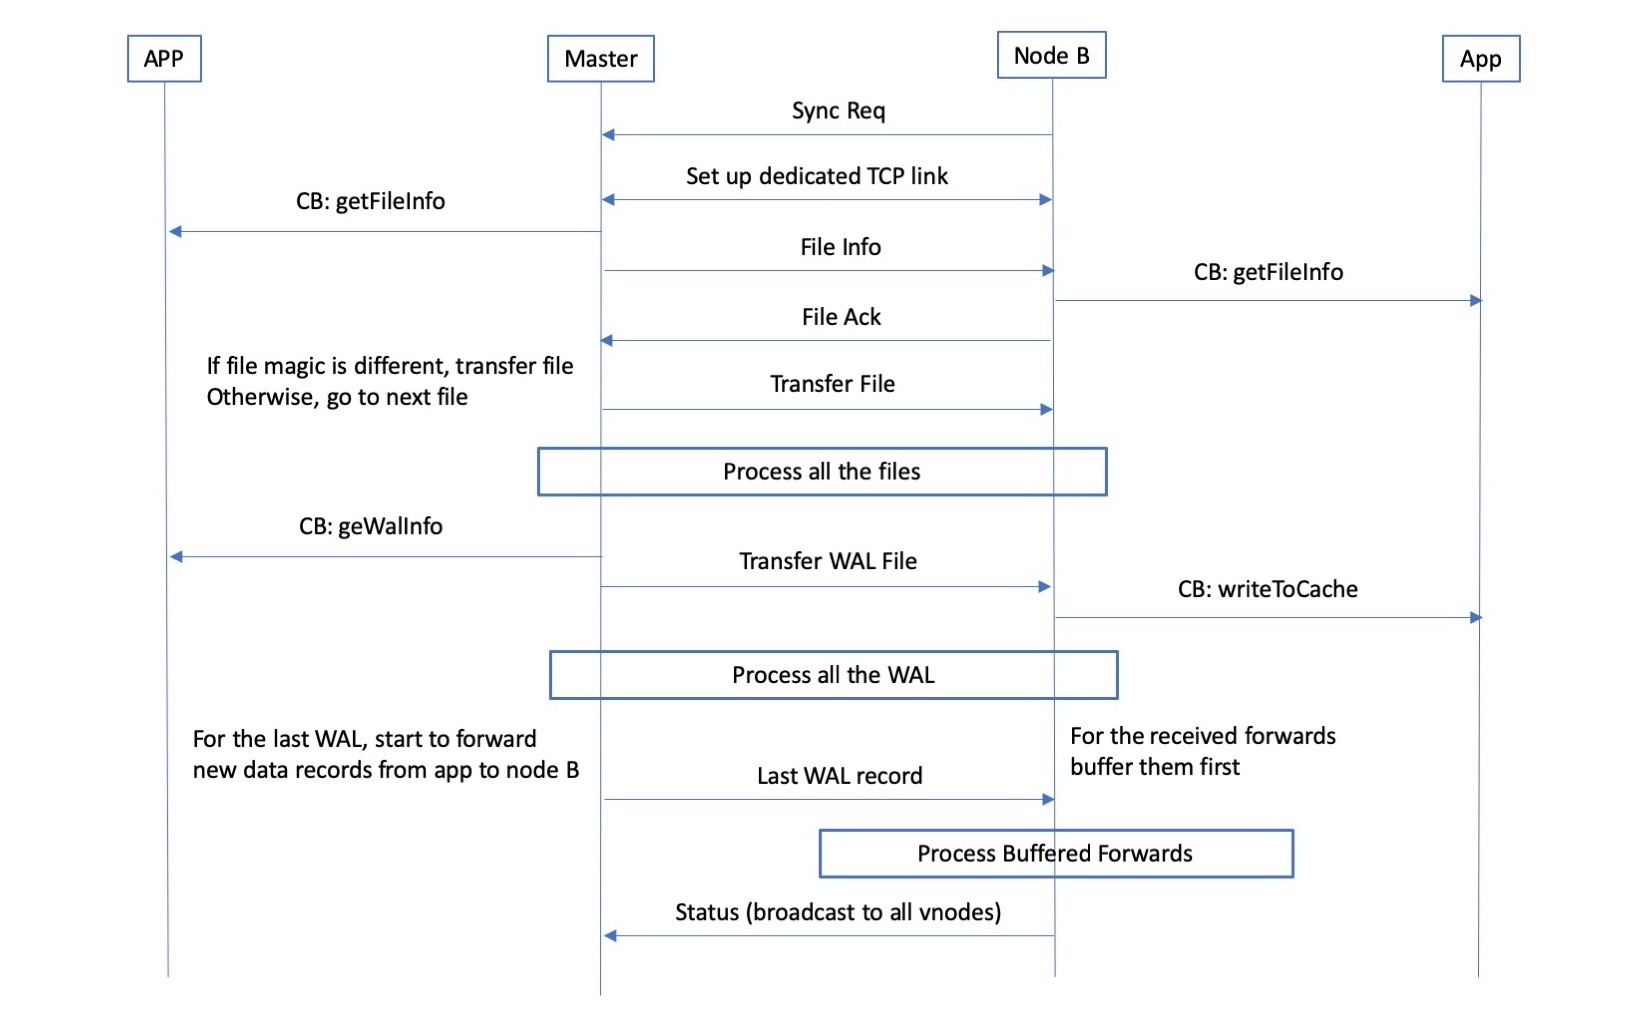 APP
Master
Node B
App
Sync Req
Set up dedicated TCP link
CB: getFileInfo
File Info
CB: getFileInfo
File Ack
If file magic is different, transfer file
Otherwise, go to next file
Transfer File
Process all the files
CB: geWalInfo
Transfer WAL File
CB: writeToCache
Process all the WAL
For the last WAL, start to forward
new data records from app to node B
For the received forwards
buffer them first
Last WAL record
Process Buffered Forwards
Status (broadcast to all vnodes)